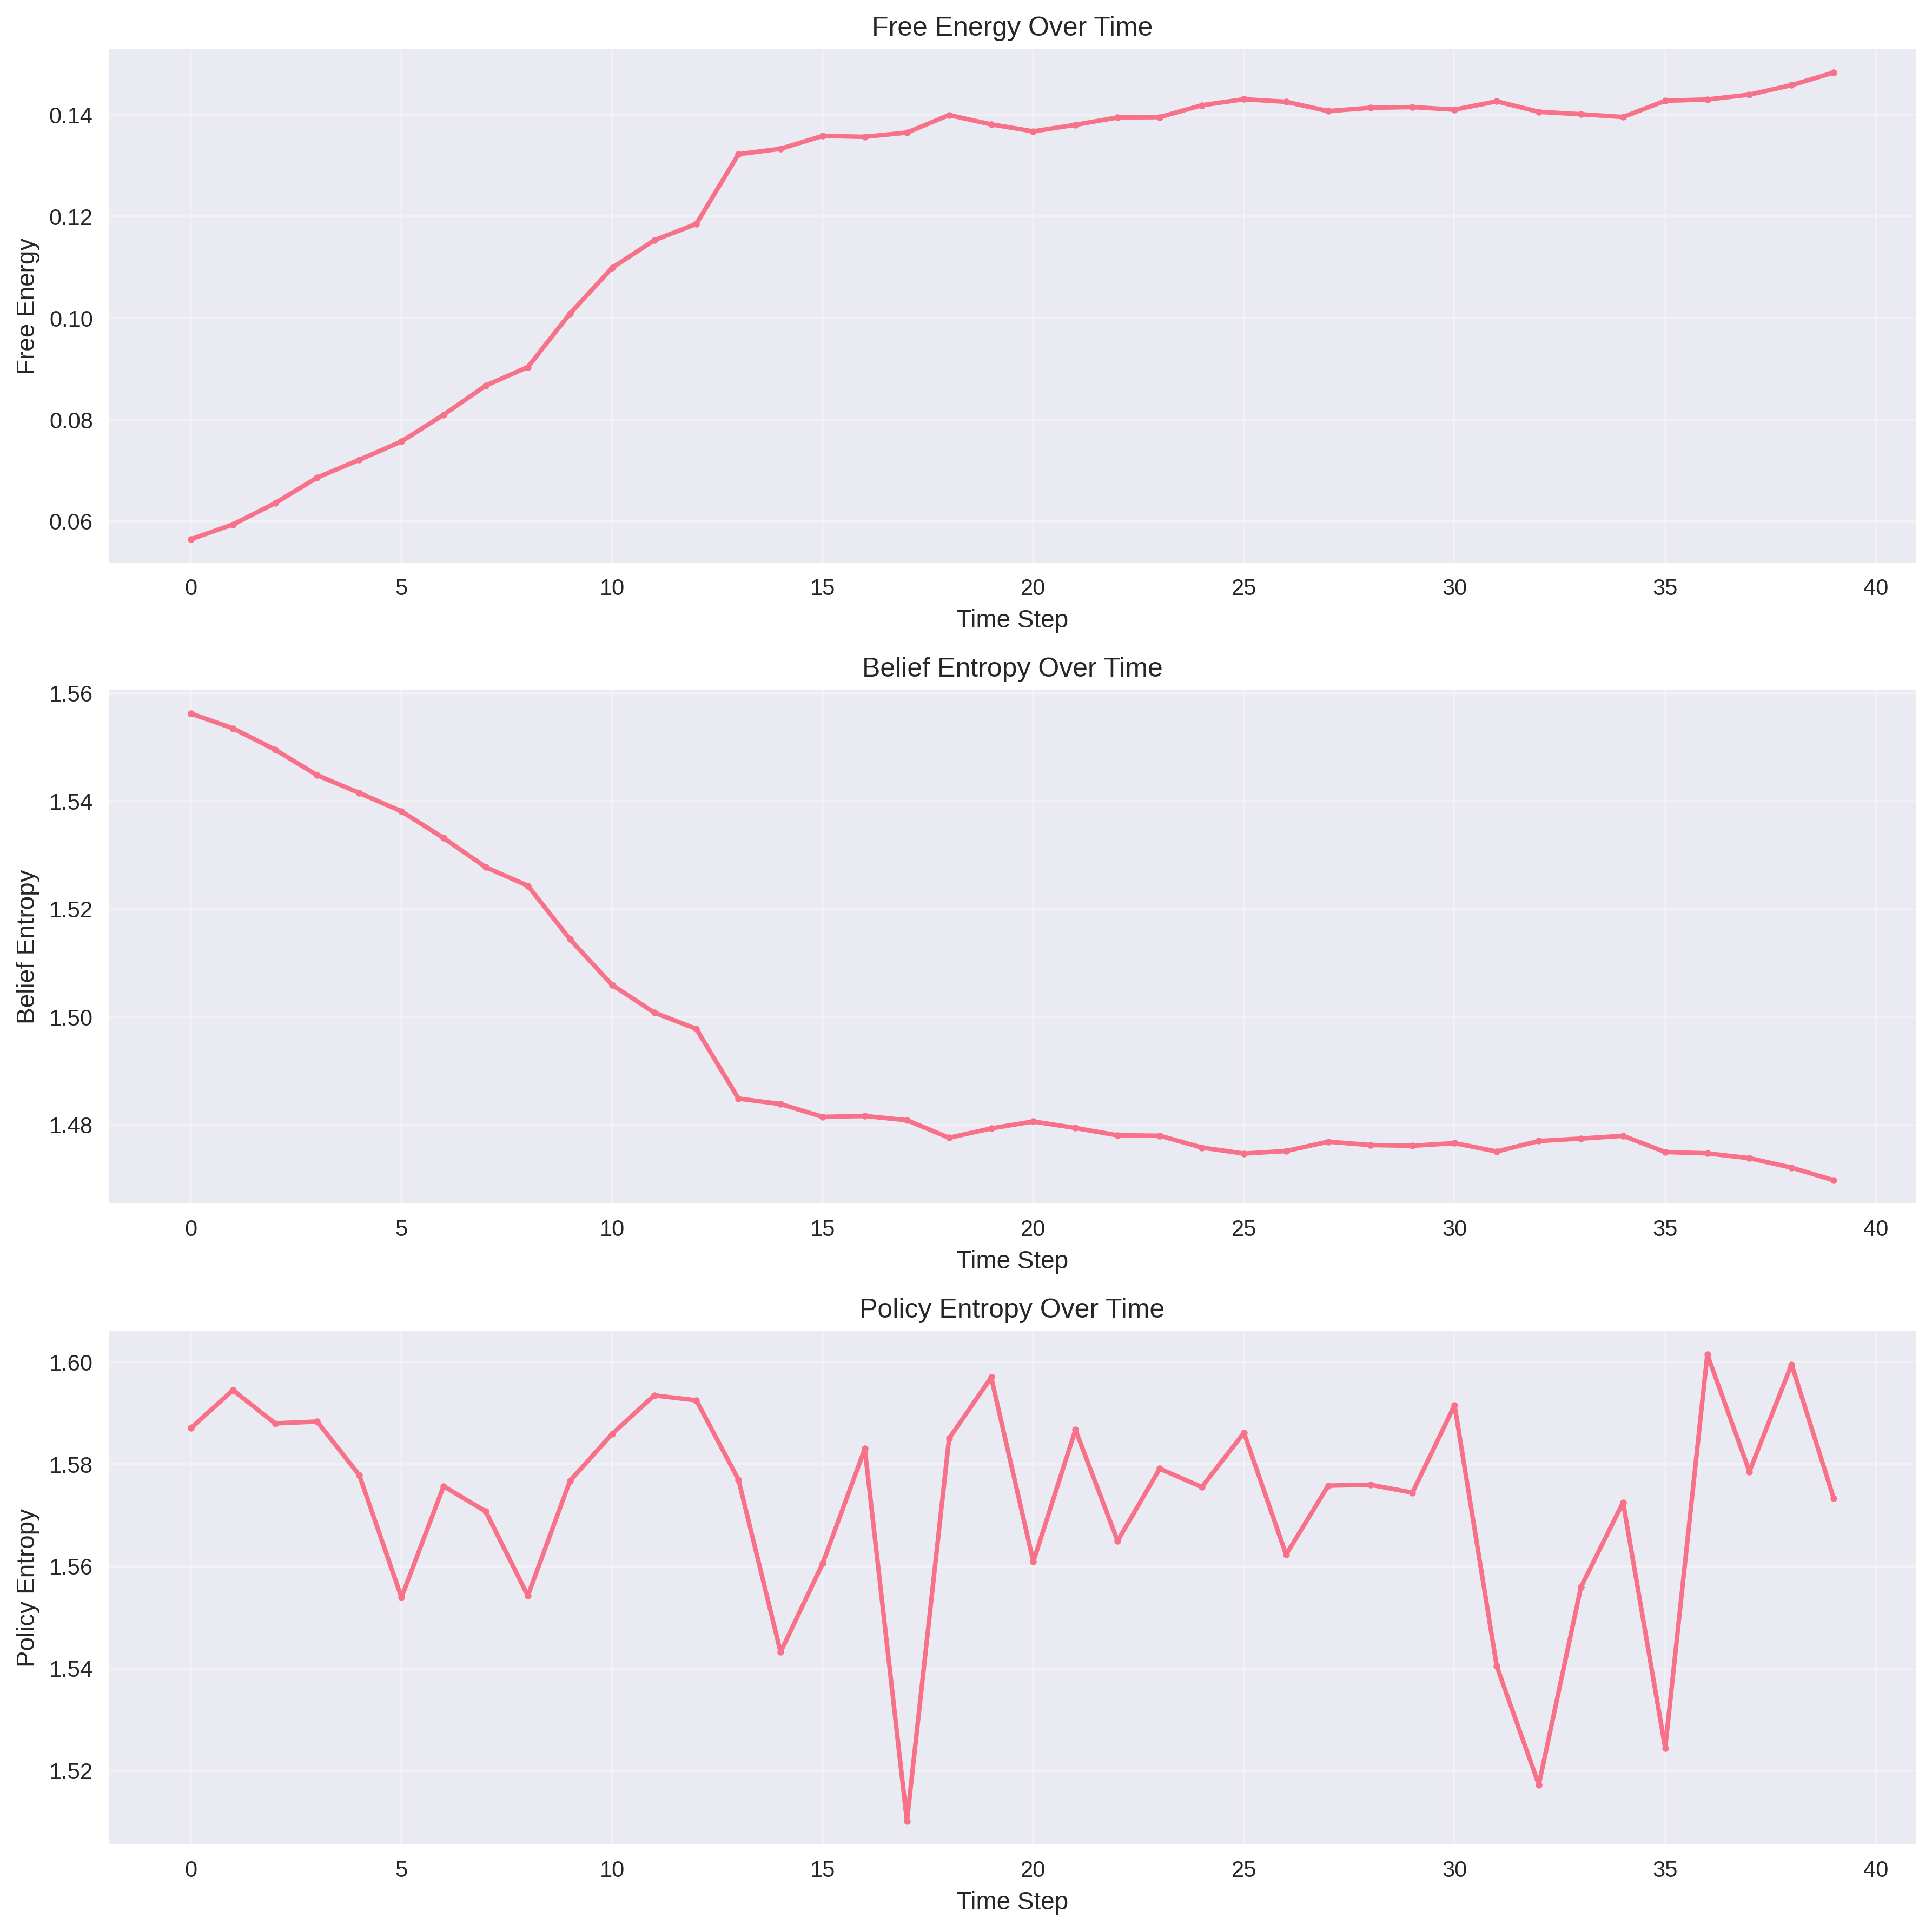 Free Energy Over Time
Free Energy
0.14
0.12
0.10
0.08
0.06
0 5 10 15 20 25 30 35 40
Time Step
Belief Entropy Over Time
Belief Entropy
1.56
1.54
1.52
1.50
1.48
0 5 10 15 20 25 30 35 40
Time Step
Policy Entropy Over Time
Policy Entropy
1.60
1.58
1.56
1.54
1.52
0 5 10 15 20 25 30 35 40
Time Step